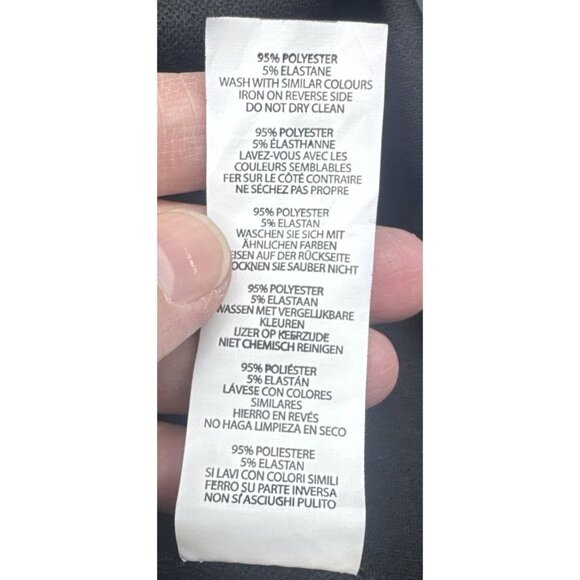 95% POLYESTER
5% ELASTANE
WASH WITH SIMILAR COLOURS
IRON ON REVERSE SIDE
DO NOT DRY CLEAN
95% POLYESTER
5% ÉLASTHANNE
LAVEZ-VOUS AVEC LES
COULEURS SEMBLABLES
FER SUR LE CÔTÉ CONTRAIRE
NE SÉCHEZ PAS PROPRE
95% POLYESTER
5% ELASTAN
WASCHEN SIE SICH MIT
ÄHNLICHEN FARBEN
EISEN AUF DER RÜCKSEITE
OCKNEN SIE SAUBER NICHT
95% POLYESTER
5% ELASTAAN
WASSEN MET VERGELIJKBARE
KLEUREN
IJZER OP KEERZIJDE
NIET CHEMISCH REINIGEN
95% POLIÉSTER
5% ELASTÁN
LÁVESE CON COLORES
SIMILARES
HIERRO EN REVÉS
NO HAGA LIMPIEZA EN SECO
95% POLIESTERE
5% ELASTAN
SI LAVI CON COLORI SIMILI
FERRO SU PARTE INVERSA
NON SÍ ASCIUGHI PULITO